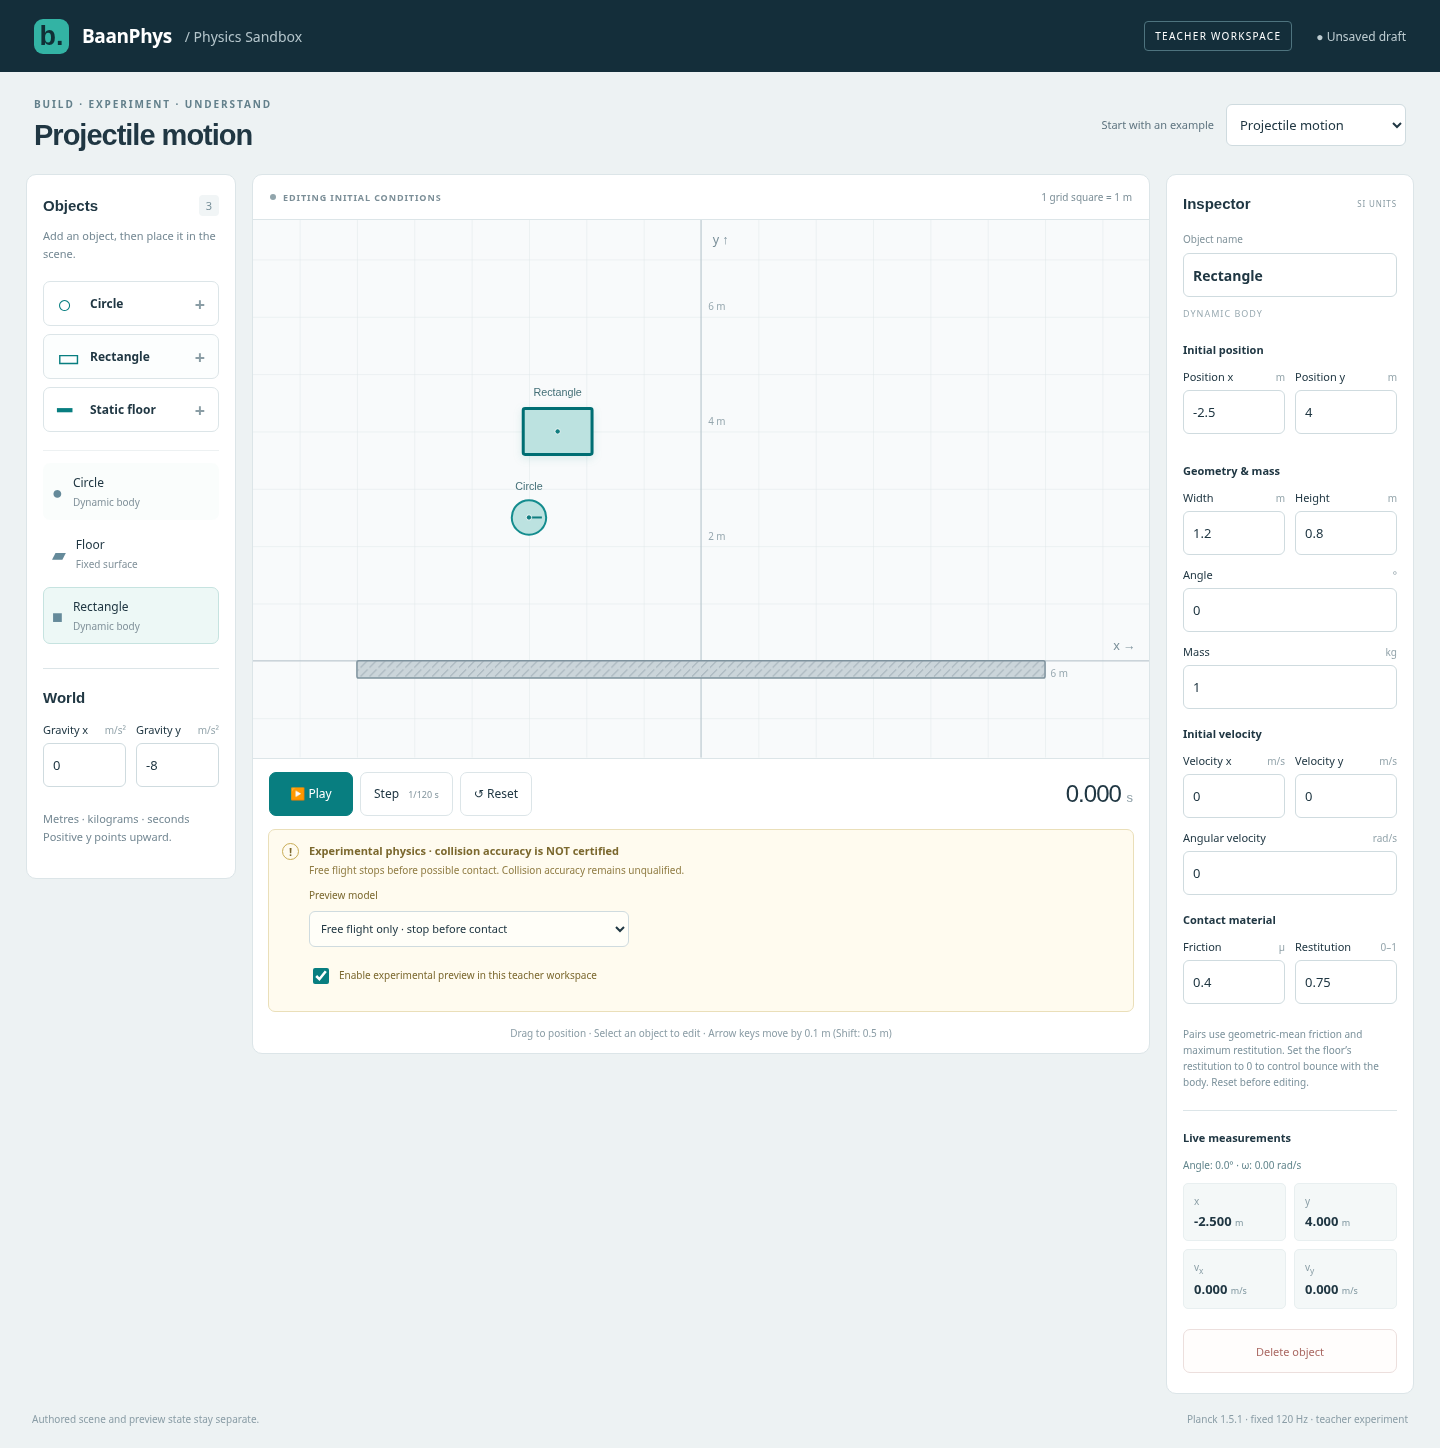 b. BaanPhys / Physics Sandbox
TEACHER WORKSPACE
● Unsaved draft
BUILD · EXPERIMENT · UNDERSTAND
Projectile motion
Start with an example
Projectile motion
Objects 3
Add an object, then place it in the
scene.
Circle +
Rectangle +
Static floor +
Circle
Dynamic body
Floor
Fixed surface
Rectangle
Dynamic body
World
Gravity x m/s² Gravity y m/s²
0 -8
Metres · kilograms · seconds
Positive y points upward.
EDITING INITIAL CONDITIONS
1 grid square = 1 m
y ↑
6 m
Rectangle
4 m
Circle
2 m
x →
6 m
▶ Play
Step 1/120 s
↺ Reset
0.000 s
! Experimental physics · collision accuracy is NOT certified
Free flight stops before possible contact. Collision accuracy remains unqualified.
Preview model
Free flight only · stop before contact
Enable experimental preview in this teacher workspace
Drag to position · Select an object to edit · Arrow keys move by 0.1 m (Shift: 0.5 m)
Inspector SI UNITS
Object name
Rectangle
DYNAMIC BODY
Initial position
Position x m Position y m
-2.5 4
Geometry & mass
Width m Height m
1.2 0.8
Angle °
0
Mass kg
1
Initial velocity
Velocity x m/s Velocity y m/s
0 0
Angular velocity rad/s
0
Contact material
Friction μ Restitution 0–1
0.4 0.75
Pairs use geometric-mean friction and
maximum restitution. Set the floor's
restitution to 0 to control bounce with the
body. Reset before editing.
Live measurements
Angle: 0.0° · ω: 0.00 rad/s
x y
-2.500 m 4.000 m
vx vy
0.000 m/s 0.000 m/s
Delete object
Authored scene and preview state stay separate.
Planck 1.5.1 · fixed 120 Hz · teacher experiment